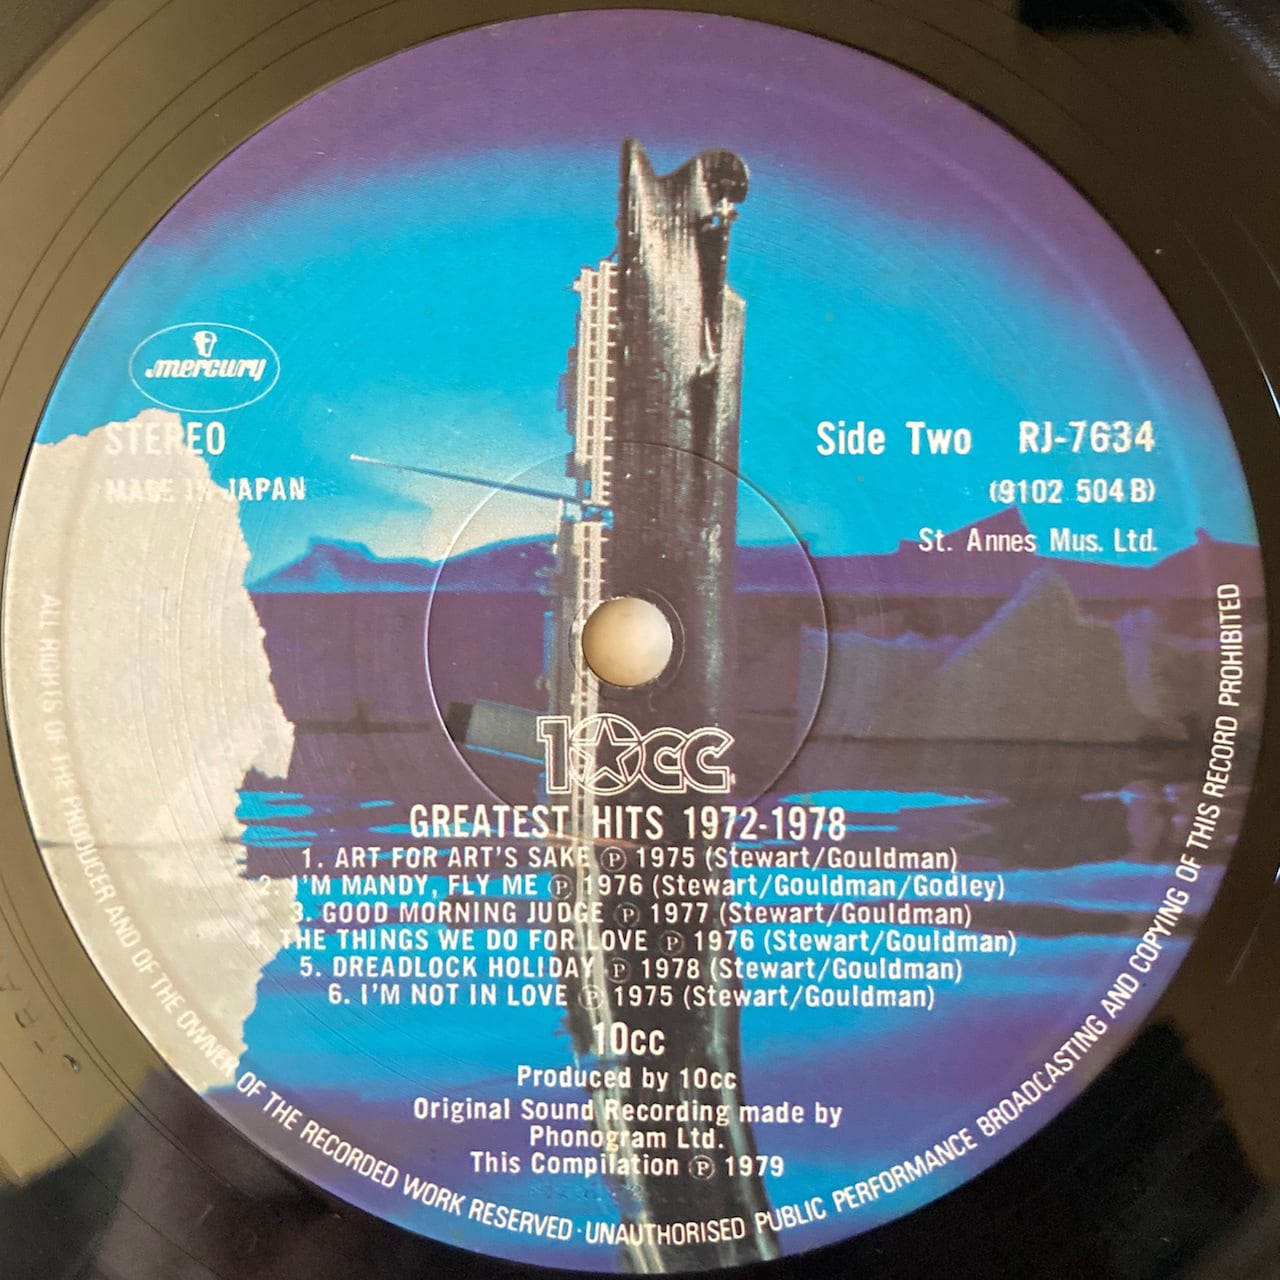 mercury
STEREO
MADE IN JAPAN
Side Two RJ-7634
(9102 504 B)
St. Annes Mus. Ltd.
10cc
GREATEST HITS 1972-1978
1. ART FOR ART'S SAKE Ⓟ 1975 (Stewart/Gouldman)
2. I'M MANDY, FLY ME Ⓟ 1976 (Stewart/Gouldman/Godley)
3. GOOD MORNING JUDGE Ⓟ 1977 (Stewart/Gouldman)
4. THE THINGS WE DO FOR LOVE Ⓟ 1976 (Stewart/Gouldman)
5. DREADLOCK HOLIDAY Ⓟ 1978 (Stewart/Gouldman)
6. I'M NOT IN LOVE Ⓟ 1975 (Stewart/Gouldman)
10cc
Produced by 10cc
Original Sound Recording made by
Phonogram Ltd.
This Compilation Ⓟ 1979
ALL RIGHTS OF THE PRODUCER AND OF THE OWNER OF THE RECORDED WORK RESERVED · UNAUTHORISED PUBLIC PERFORMANCE BROADCASTING AND COPYING OF THIS RECORD PROHIBITED